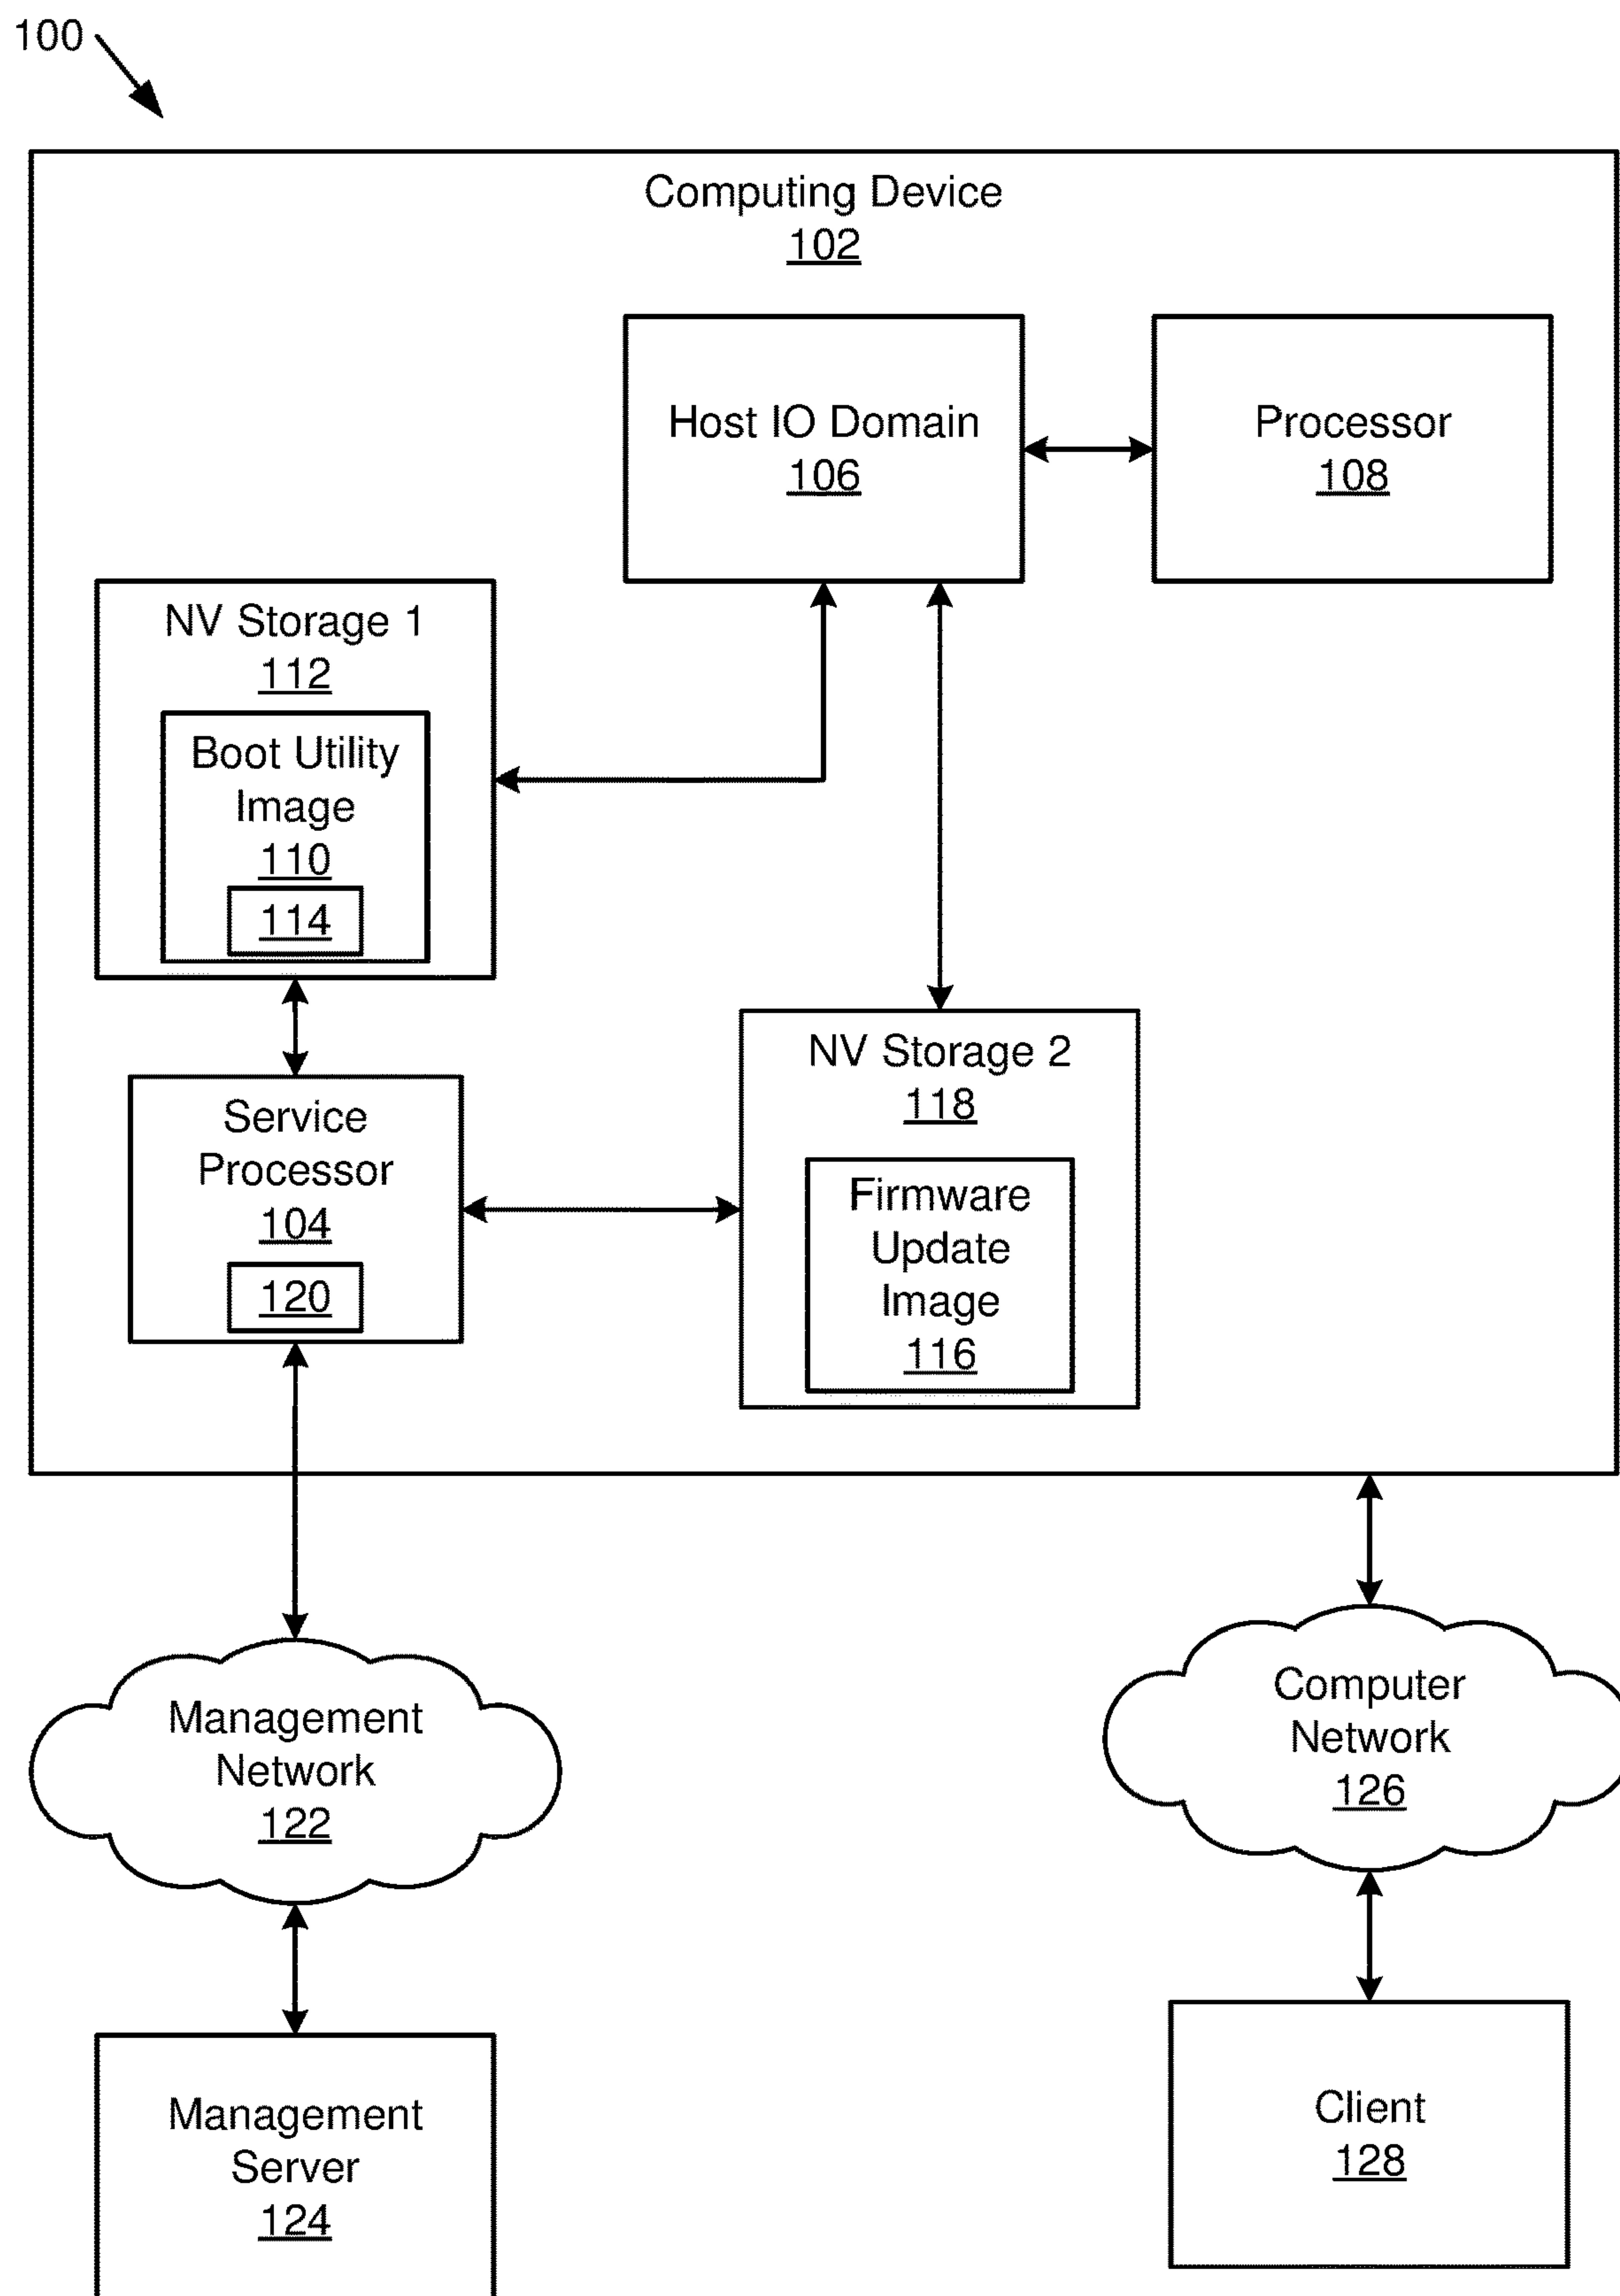 100
Computing Device
102
Host IO Domain
106
Processor
108
NV Storage 1
112
Boot Utility
Image
110
114
Service
Processor
104
120
NV Storage 2
118
Firmware
Update
Image
116
Management
Network
122
Computer
Network
126
Management
Server
124
Client
128